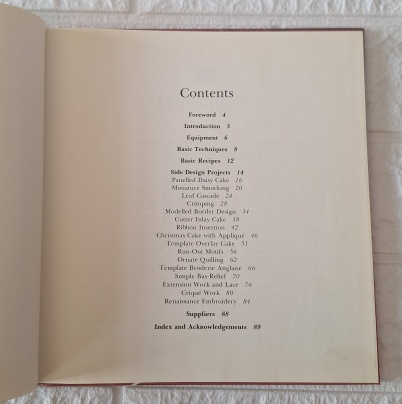 Contents
Foreword 4
Introduction 5
Equipment 6
Basic Techniques 8
Basic Recipes 12
Side Design Projects 14
Panelled Daisy Cake 16
Miniature Smocking 20
Leaf Cascade 24
Crimping 28
Modelled Border Design 34
Cutter Inlay Cake 38
Ribbon Insertion 42
Christmas Cake with Appliqué 46
Template Overlay Cake 51
Run-Out Motifs 56
Ornate Quilling 62
Template Broderie Anglaise 66
Simple Bas-Relief 70
Extension Work and Lace 76
Cirque Work 80
Renaissance Embroidery 84
Suppliers 88
Index and Acknowledgements 89